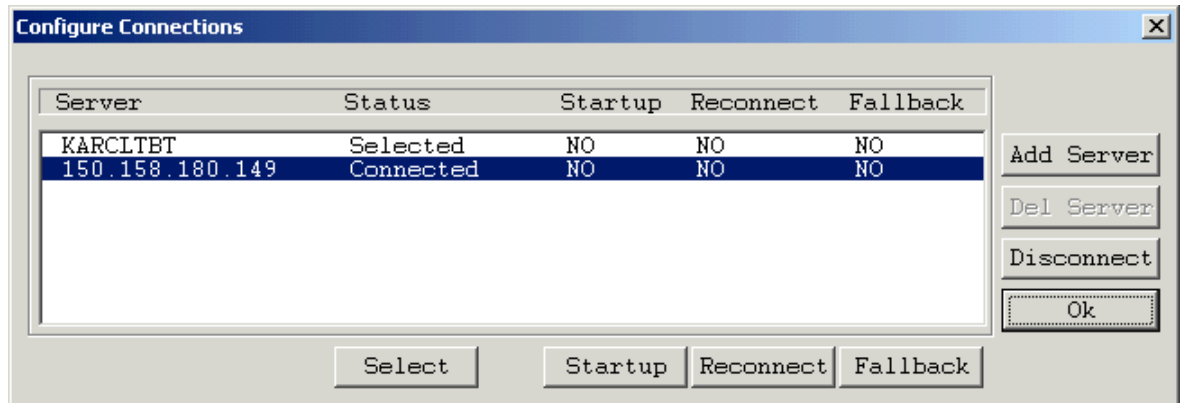 Configure Connections
Server Status Startup Reconnect Fallback
KARCLTBT Selected NO NO NO
150.158.180.149 Connected NO NO NO
Add Server
Del Server
Disconnect
Ok
Select Startup Reconnect Fallback